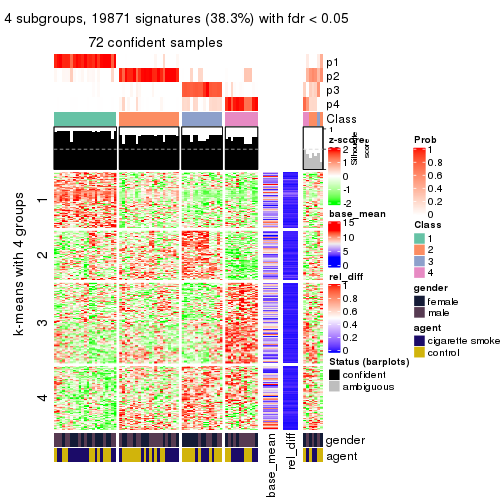 4 subgroups, 19871 signatures (38.3%) with fdr < 0.05
72 confident samples
p1
p2
p3
p4
Class
1
Silhouette
score
k-means with 4 groups
1
2
3
4
z-score
2
1
0
-1
-2
base_mean
15
10
5
0
rel_diff
1
0.8
0.6
0.4
0.2
0
Status (barplots)
confident
ambiguous
Prob
1
0.8
0.6
0.4
0.2
0
Class
1
2
3
4
gender
female
male
agent
cigarette smoke
control
gender
agent
base_mean
rel_diff